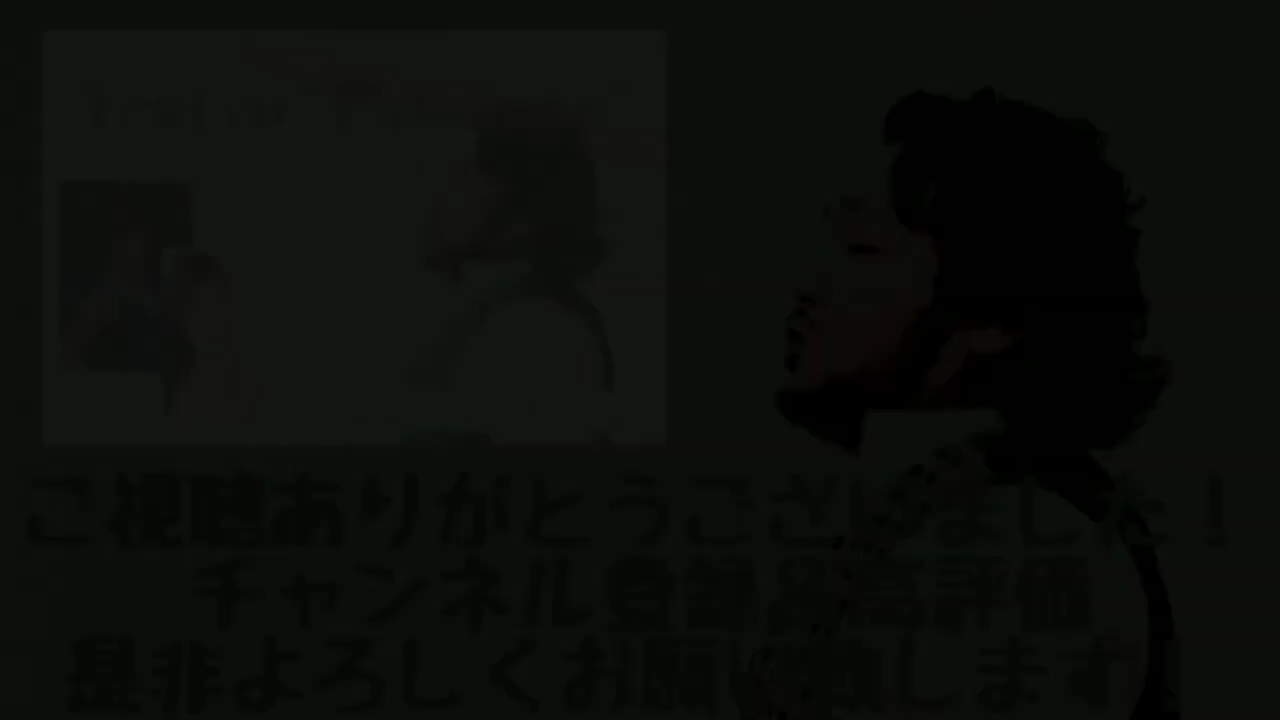 ご視聴ありがとうございました！
チャンネル登録&高評価
是非よろしくお願い致します